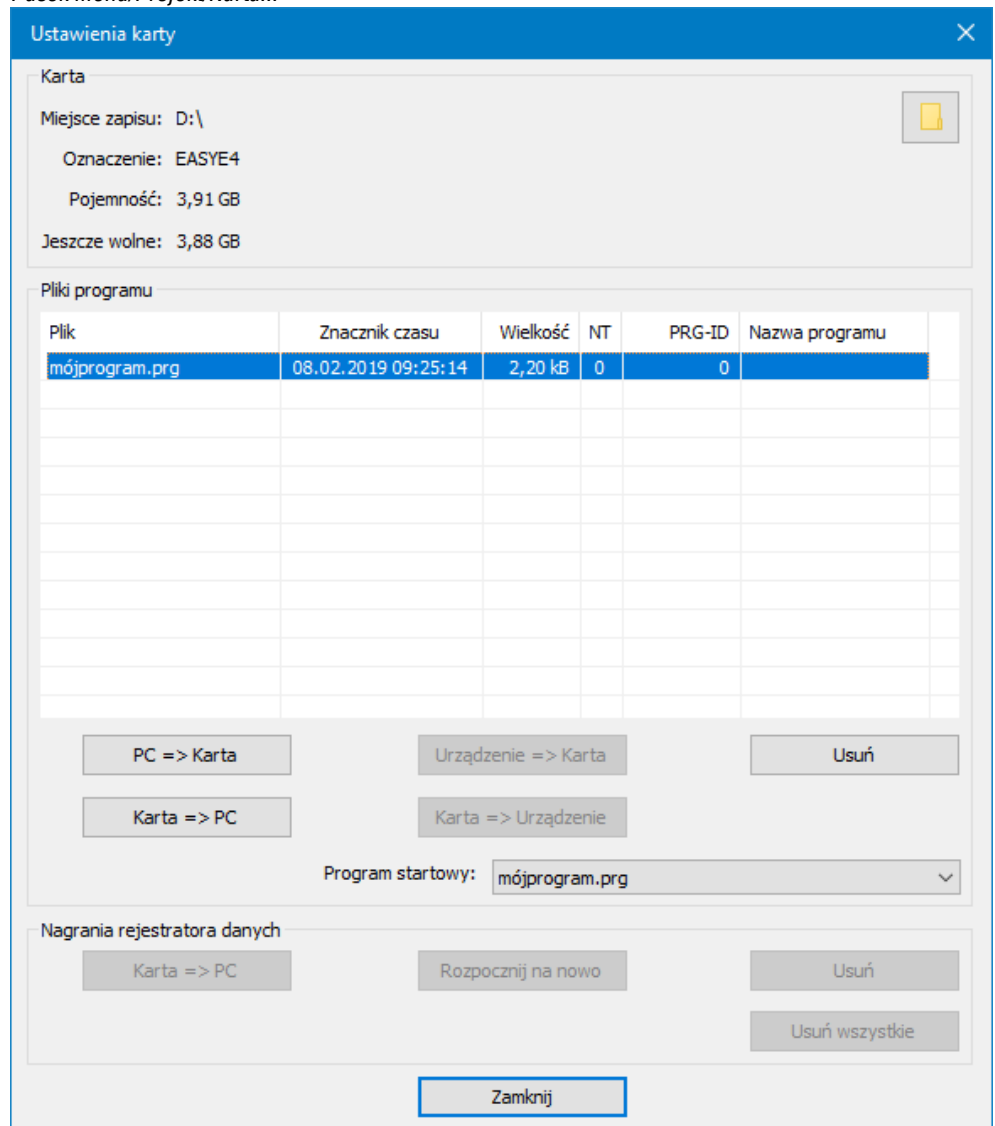 Ustawienia karty
Karta
Miejsce zapisu: D:\
Oznaczenie: EASYE4
Pojemność: 3,91 GB
Jeszcze wolne: 3,88 GB
Pliki programu
Plik Znacznik czasu Wielkość NT PRG-ID Nazwa programu
mójprogram.prg 08.02.2019 09:25:14 2,20 kB 0 0
PC => Karta Urządzenie => Karta Usuń
Karta => PC Karta => Urządzenie
Program startowy: mójprogram.prg
Nagrania rejestratora danych
Karta => PC Rozpocznij na nowo Usuń
Usuń wszystkie
Zamknij